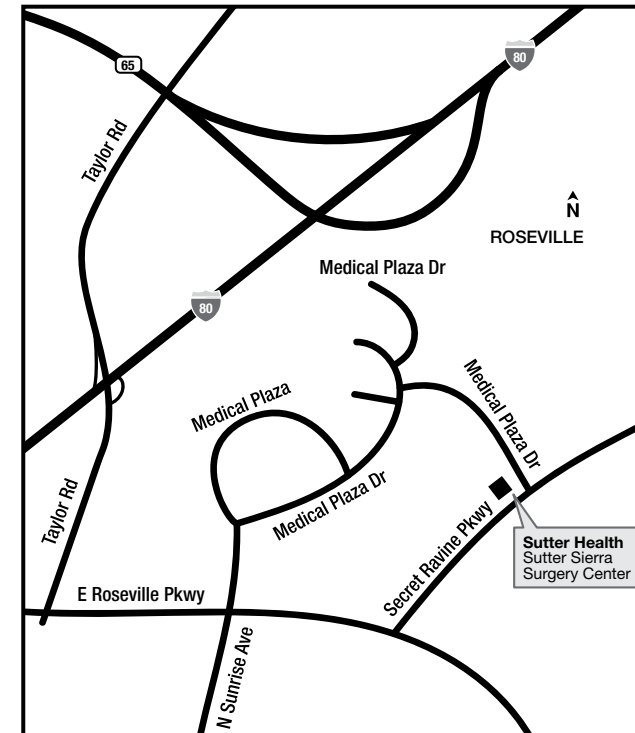 80
65
Taylor Rd
N
ROSEVILLE
Medical Plaza Dr
80
Medical Plaza
Medical Plaza Dr
Medical Plaza Dr
Taylor Rd
Secret Ravine Pkwy
Sutter Health
Sutter Sierra
Surgery Center
E Roseville Pkwy
N Sunrise Ave